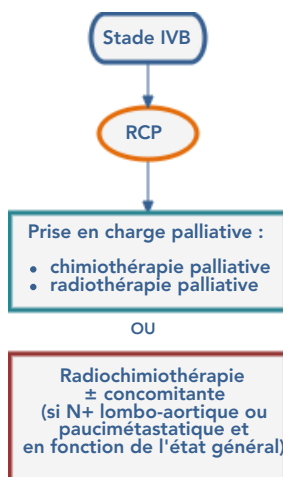 Stade IVB
RCP
Prise en charge palliative :
• chimiothérapie palliative
• radiothérapie palliative
OU
Radiochimiothérapie
± concomitante
(si N+ lombo-aortique ou
paucimétastatique et
en fonction de l'état général)